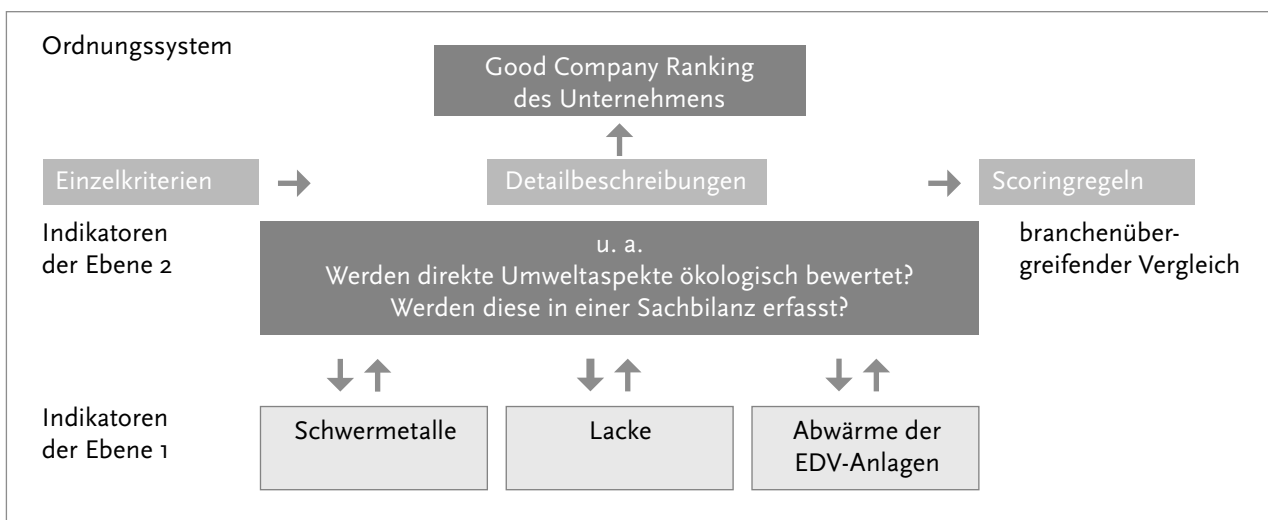 Ordnungssystem
Good Company Ranking
des Unternehmens
Einzelkriterien
Detailbeschreibungen
Scoringregeln
Indikatoren
der Ebene 2
u. a.
Werden direkte Umweltaspekte ökologisch bewertet?
Werden diese in einer Sachbilanz erfasst?
branchenüber-
greifender Vergleich
Indikatoren
der Ebene 1
Schwermetalle
Lacke
Abwärme der
EDV-Anlagen